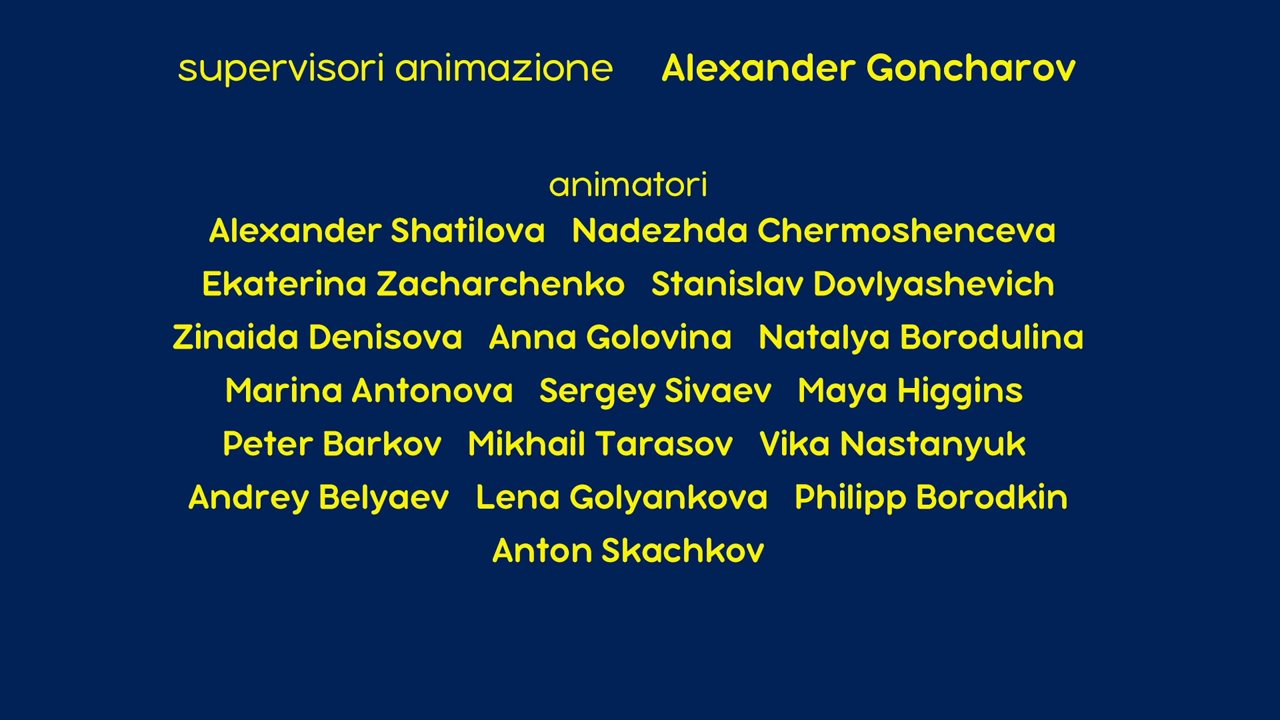 supervisori animazione Alexander Goncharov
animatori
Alexander Shatilova Nadezhda Chermoshenceva
Ekaterina Zacharchenko Stanislav Dovlyashevich
Zinaida Denisova Anna Golovina Natalya Borodulina
Marina Antonova Sergey Sivaev Maya Higgins
Peter Barkov Mikhail Tarasov Vika Nastanyuk
Andrey Belyaev Lena Golyankova Philipp Borodkin
Anton Skachkov